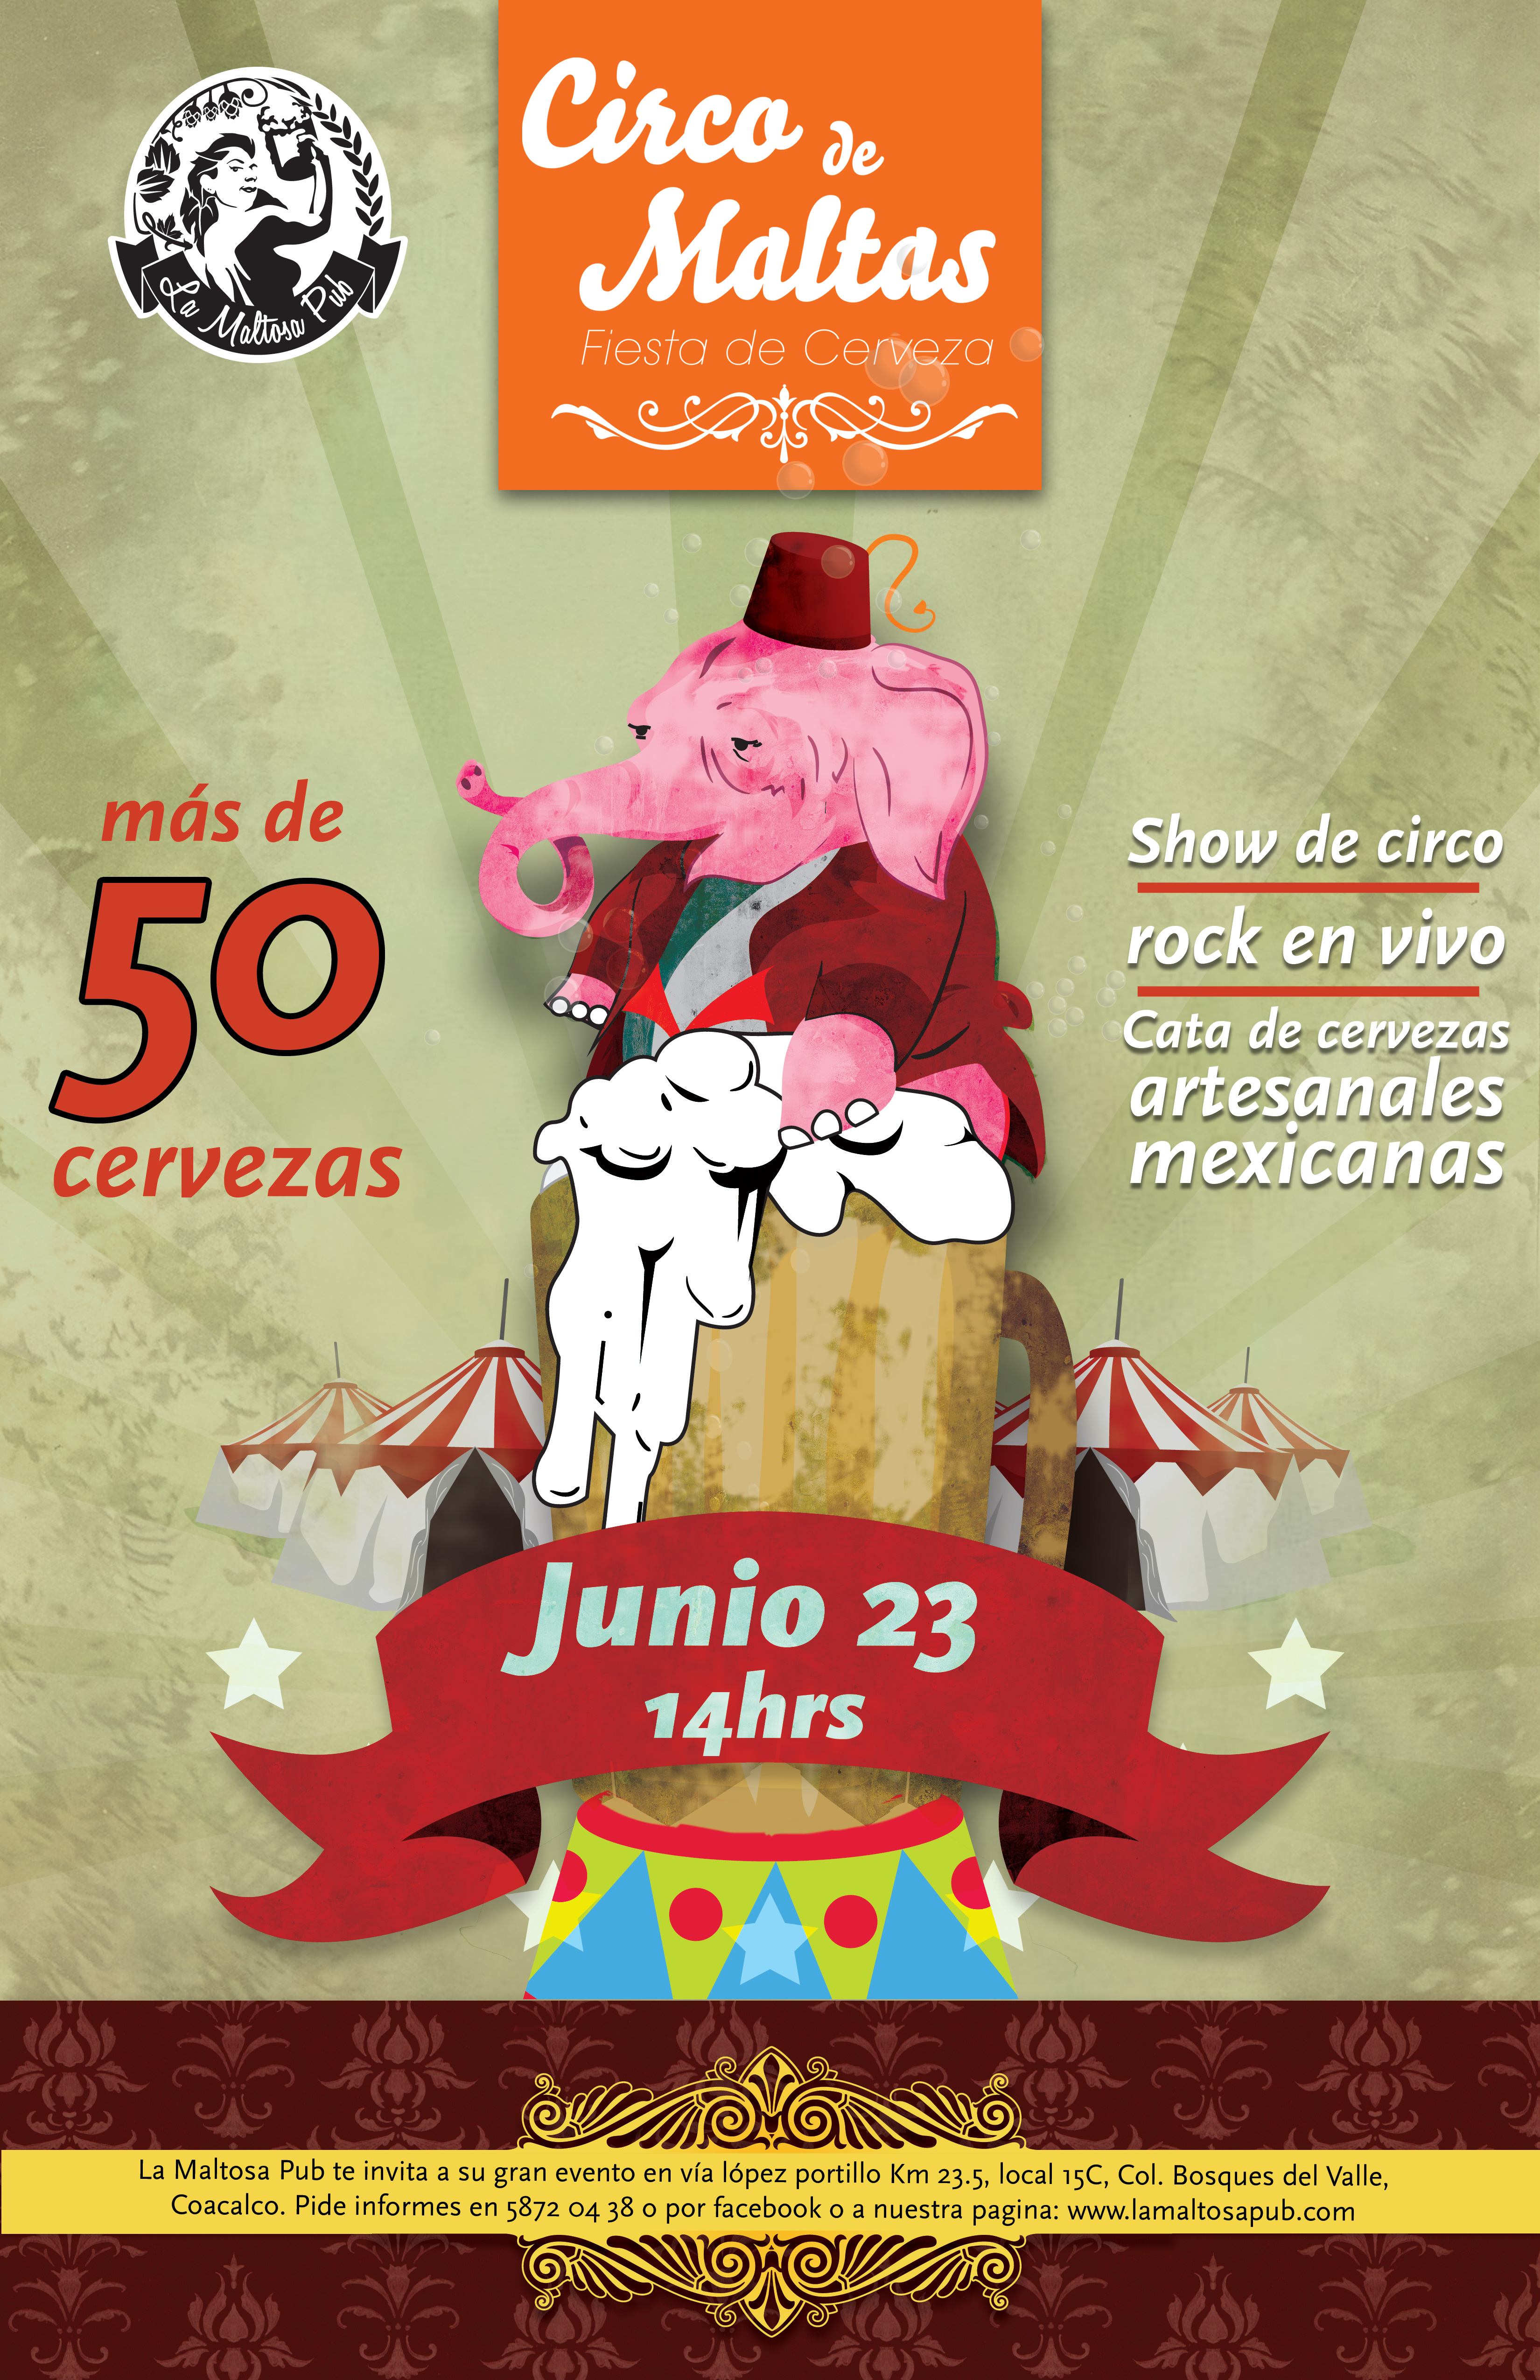 La Maltosa Pub
Circo de
Maltas
Fiesta de Cerveza
más de
50
cervezas
Show de circo
rock en vivo
Cata de cervezas
artesanales
mexicanas
Junio 23
14hrs
La Maltosa Pub te invita a su gran evento en vía lópez portillo Km 23.5, local 15C, Col. Bosques del Valle,
Coacalco. Pide informes en 5872 04 38 o por facebook o a nuestra pagina: www.lamaltosapub.com